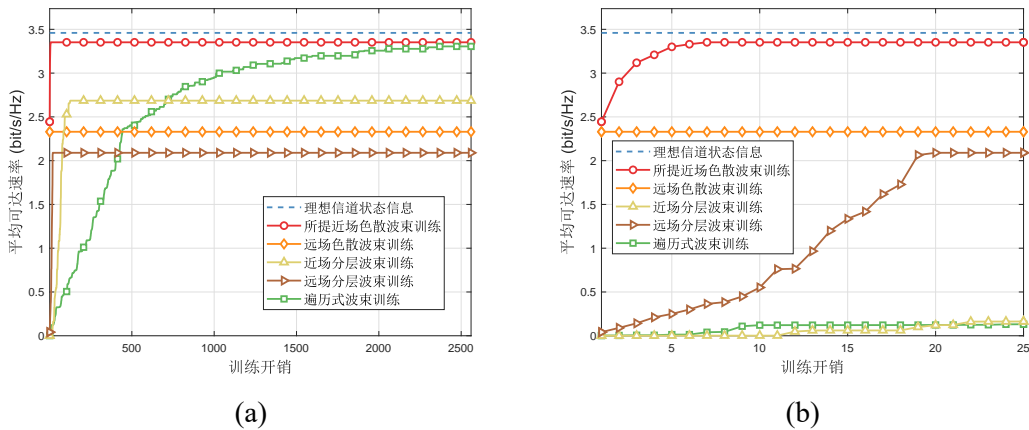 3.5
3
2.5
2
1.5
1
0.5
0
平均可达速率 (bit/s/Hz)
理想信道状态信息
所提近场色散波束训练
远场色散波束训练
近场分层波束训练
远场分层波束训练
遍历式波束训练
500 1000 1500 2000 2500
训练开销
(a)
3.5
3
2.5
2
1.5
1
0.5
0
平均可达速率 (bit/s/Hz)
理想信道状态信息
所提近场色散波束训练
远场色散波束训练
近场分层波束训练
远场分层波束训练
遍历式波束训练
5 10 15 20 25
训练开销
(b)